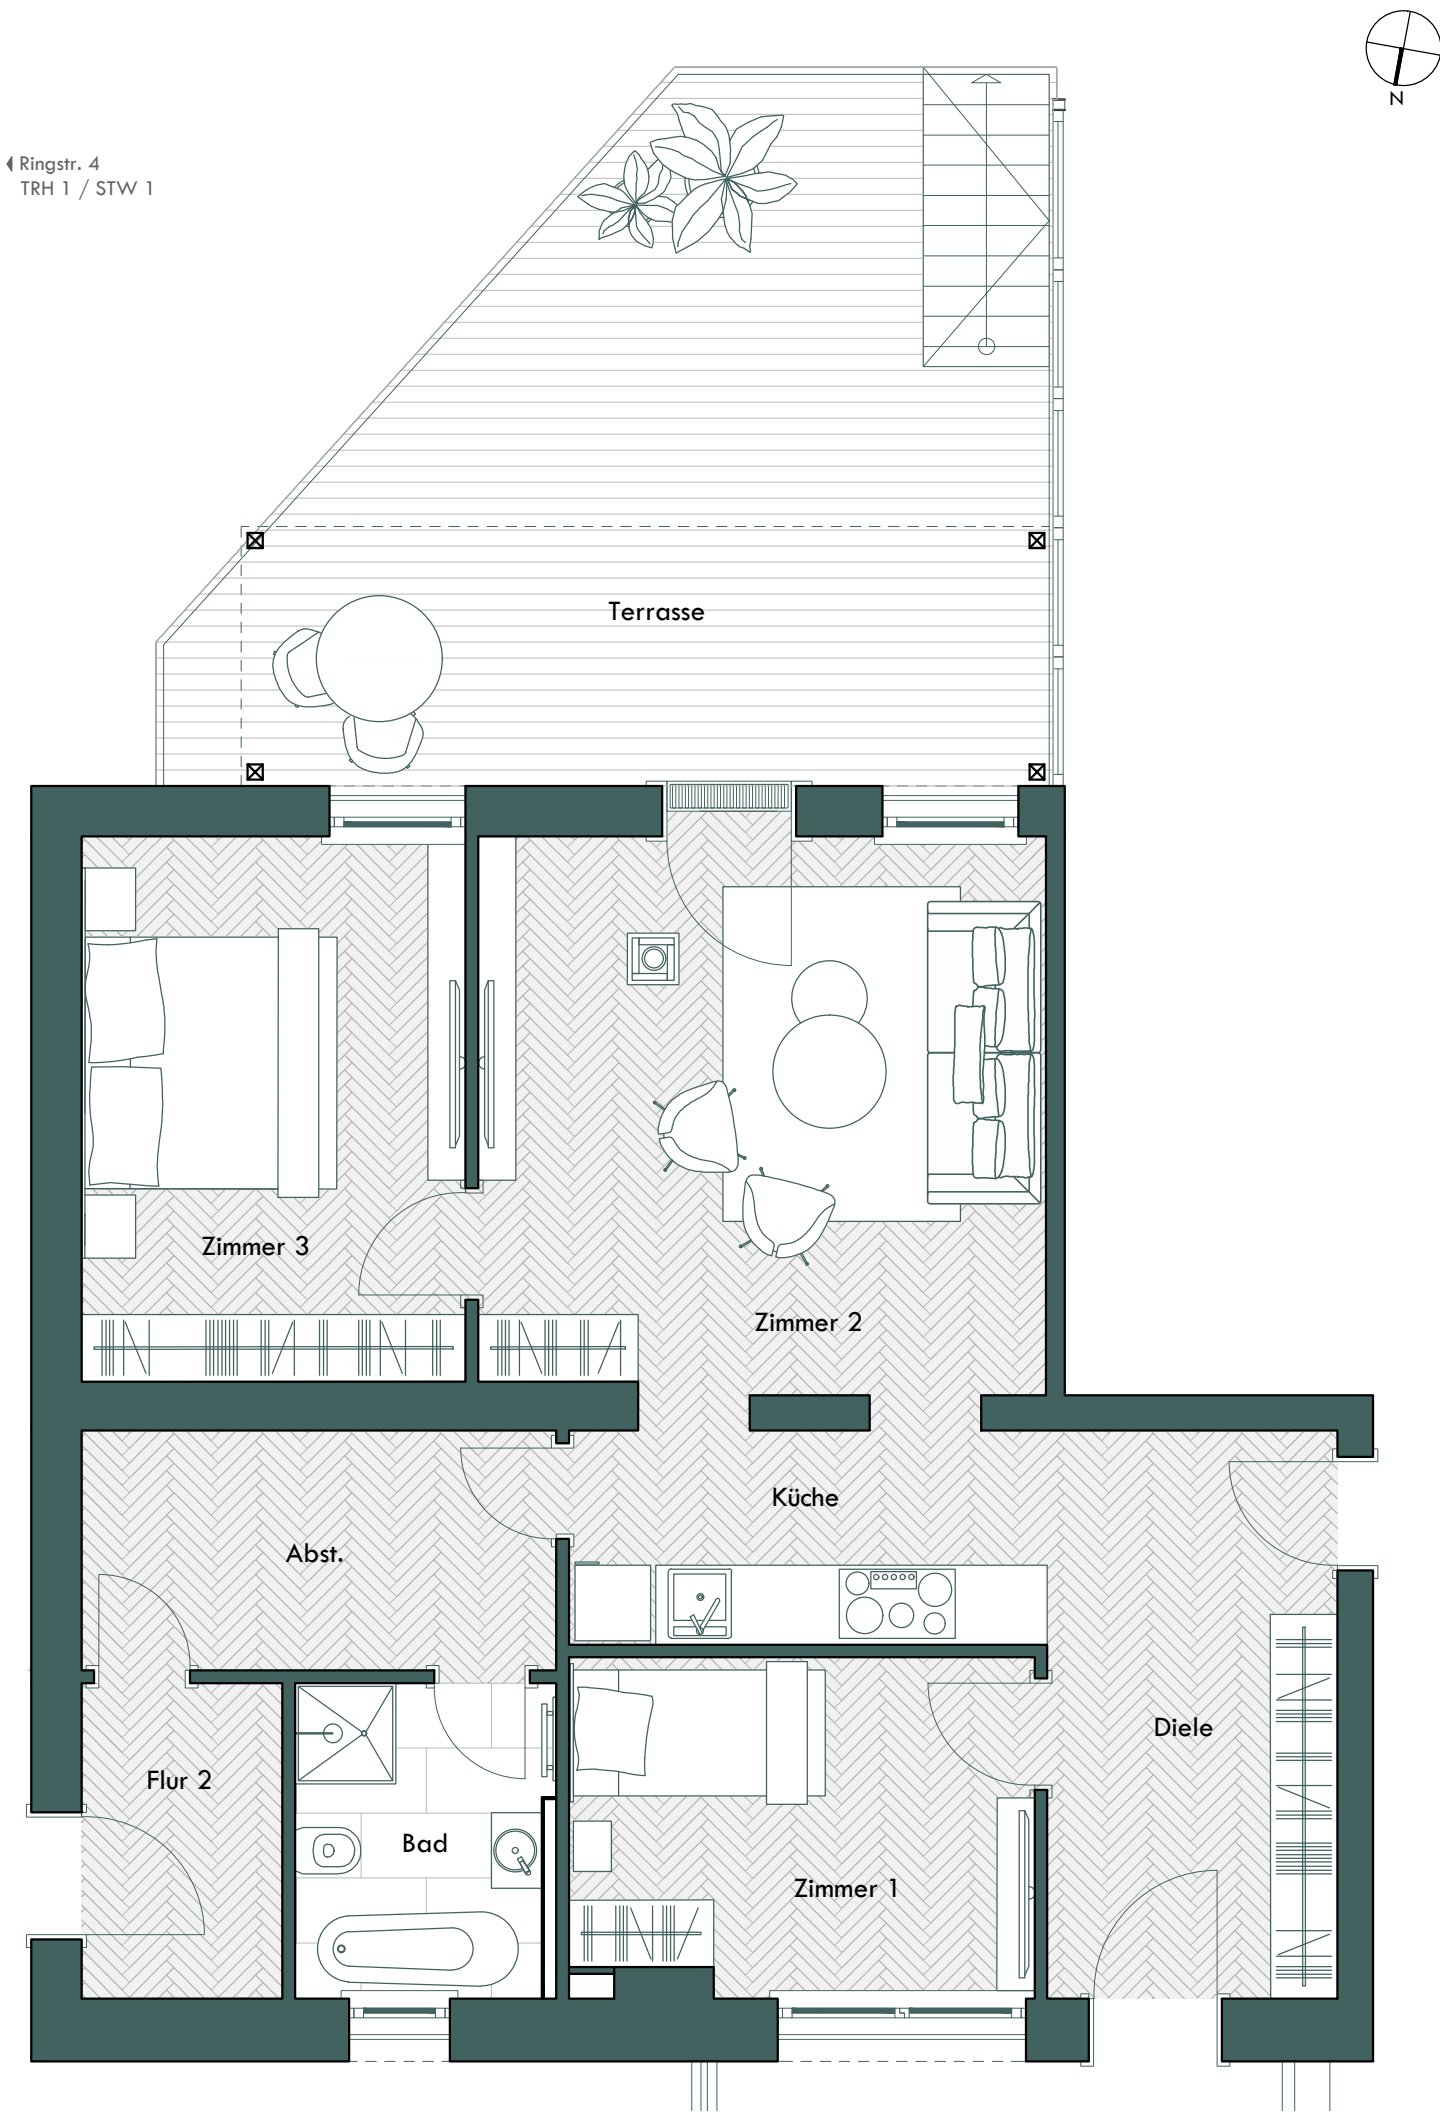 N
Ringstr. 4
TRH 1 / STW 1
Terrasse
Zimmer 3
Zimmer 2
Küche
Abst.
Diele
Flur 2
Bad
Zimmer 1